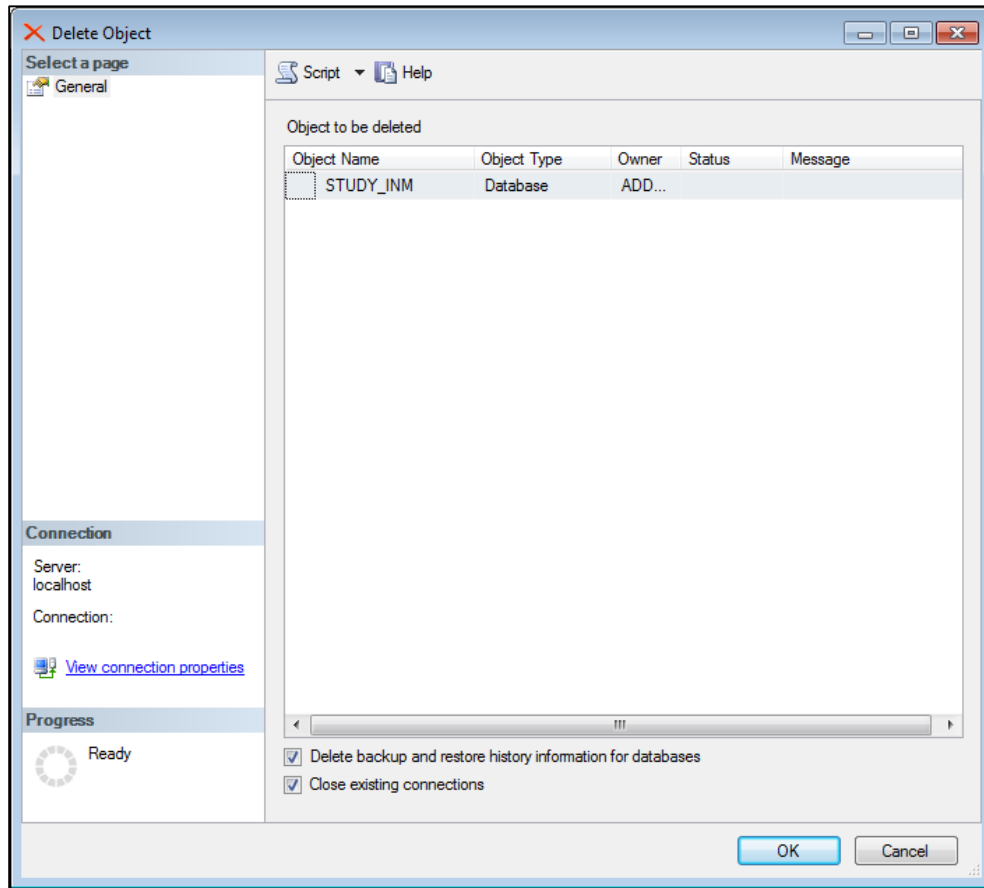 Delete Object
Select a page
General
Script Help
Object to be deleted
Object Name Object Type Owner Status Message
STUDY_INM Database ADD...
Connection
Server:
localhost
Connection:
View connection properties
Progress
Ready
Delete backup and restore history information for databases
Close existing connections
OK Cancel